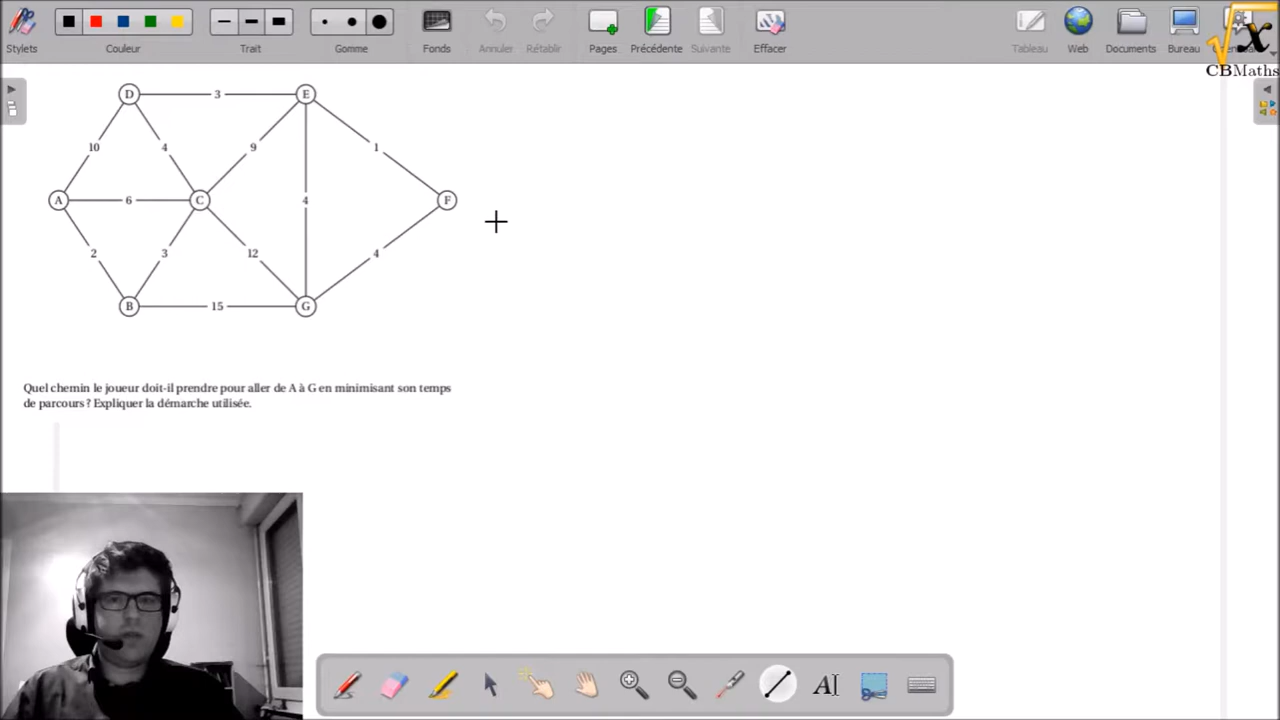 Stylets Couleur Trait Gomme Fonds Annuler Rétablir Pages Précédente Suivante Effacer Tableau Web Documents Bureau
CBMaths
D 3 E
10 4 9 1
A 6 C 4 F
2 3 12 4
B 15 G
Quel chemin le joueur doit-il prendre pour aller de A à G en minimisant son temps
de parcours ? Expliquer la démarche utilisée.